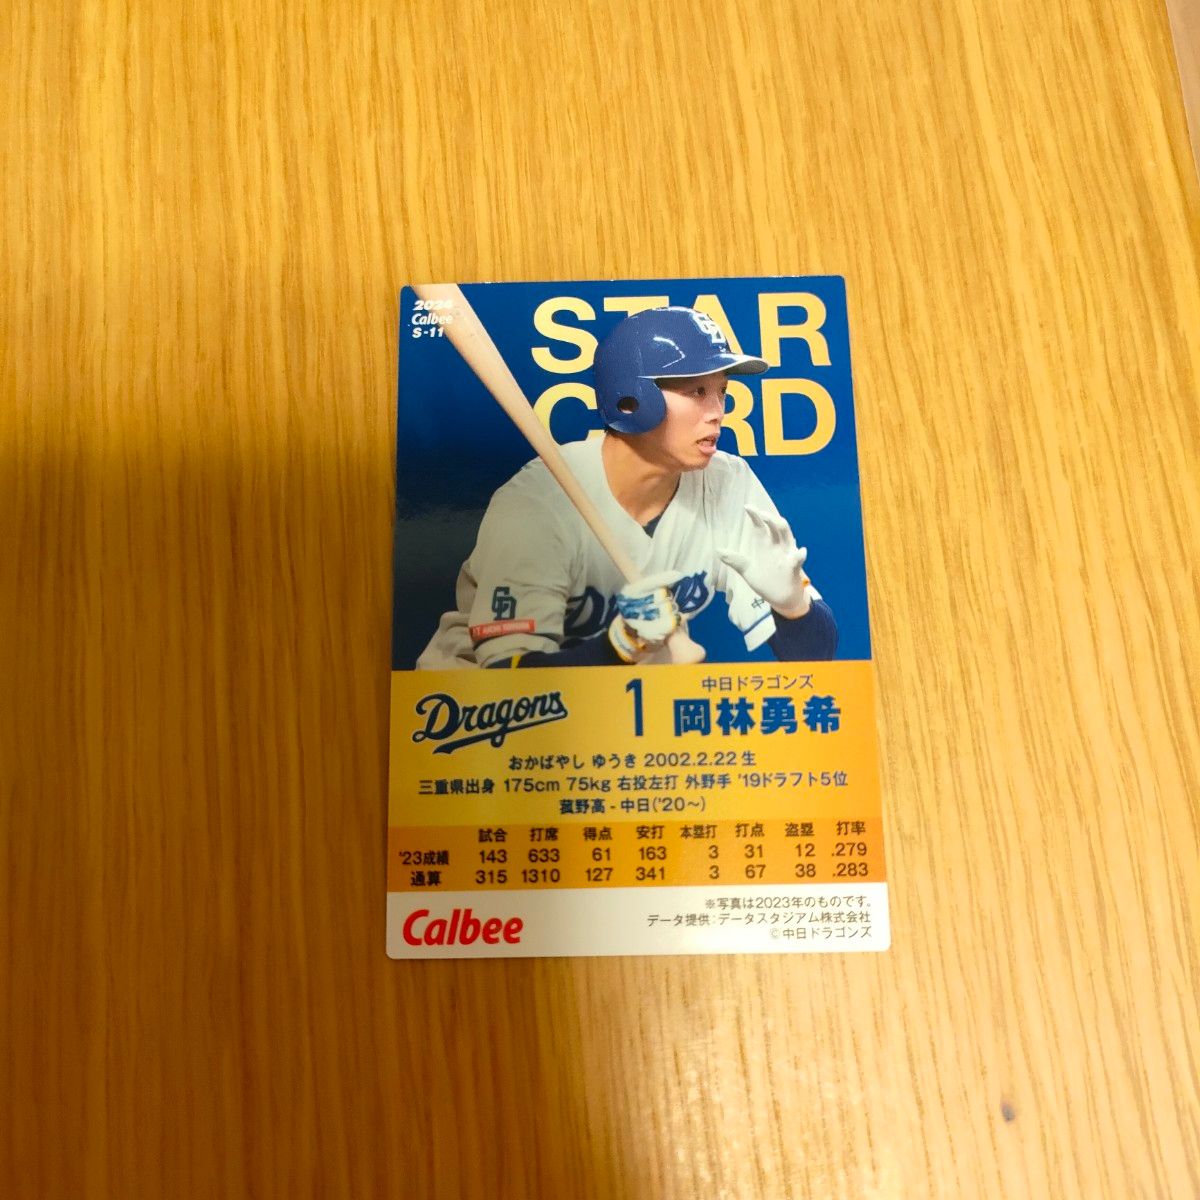 2024
Calbee
S-11
STAR
CARD
Dragons
Dragons 1 中日ドラゴンズ
岡林勇希
おかばやし ゆうき 2002.2.22生
三重県出身 175cm 75kg 右投左打 外野手 '19ドラフト5位
菰野高 - 中日('20～)
試合 打席 得点 安打 本塁打 打点 盗塁 打率
'23成績 143 633 61 163 3 31 12 .279
通算 315 1310 127 341 3 67 38 .283
Calbee
※写真は2023年のものです。
データ提供：データスタジアム株式会社
©中日ドラゴンズ